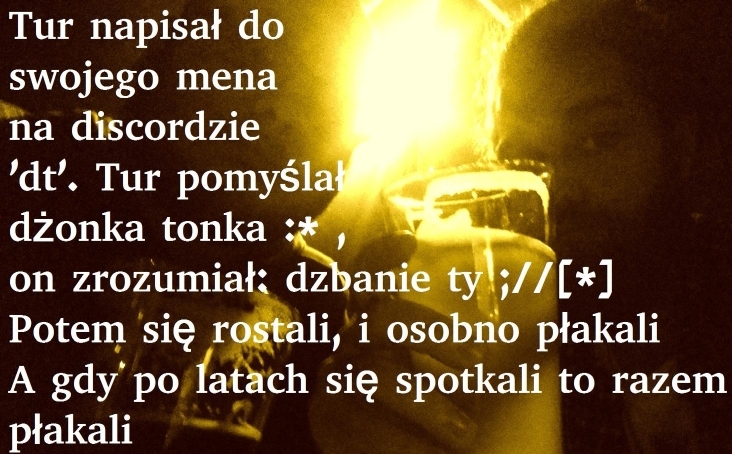 Tur napisał do
swojego mena
na discordzie
'dt'. Tur pomyślał
dżonka tonka :* ,
on zrozumiał: dzbanie ty ;//[*]
Potem się rostali, i osobno płakali
A gdy po latach się spotkali to razem
płakali